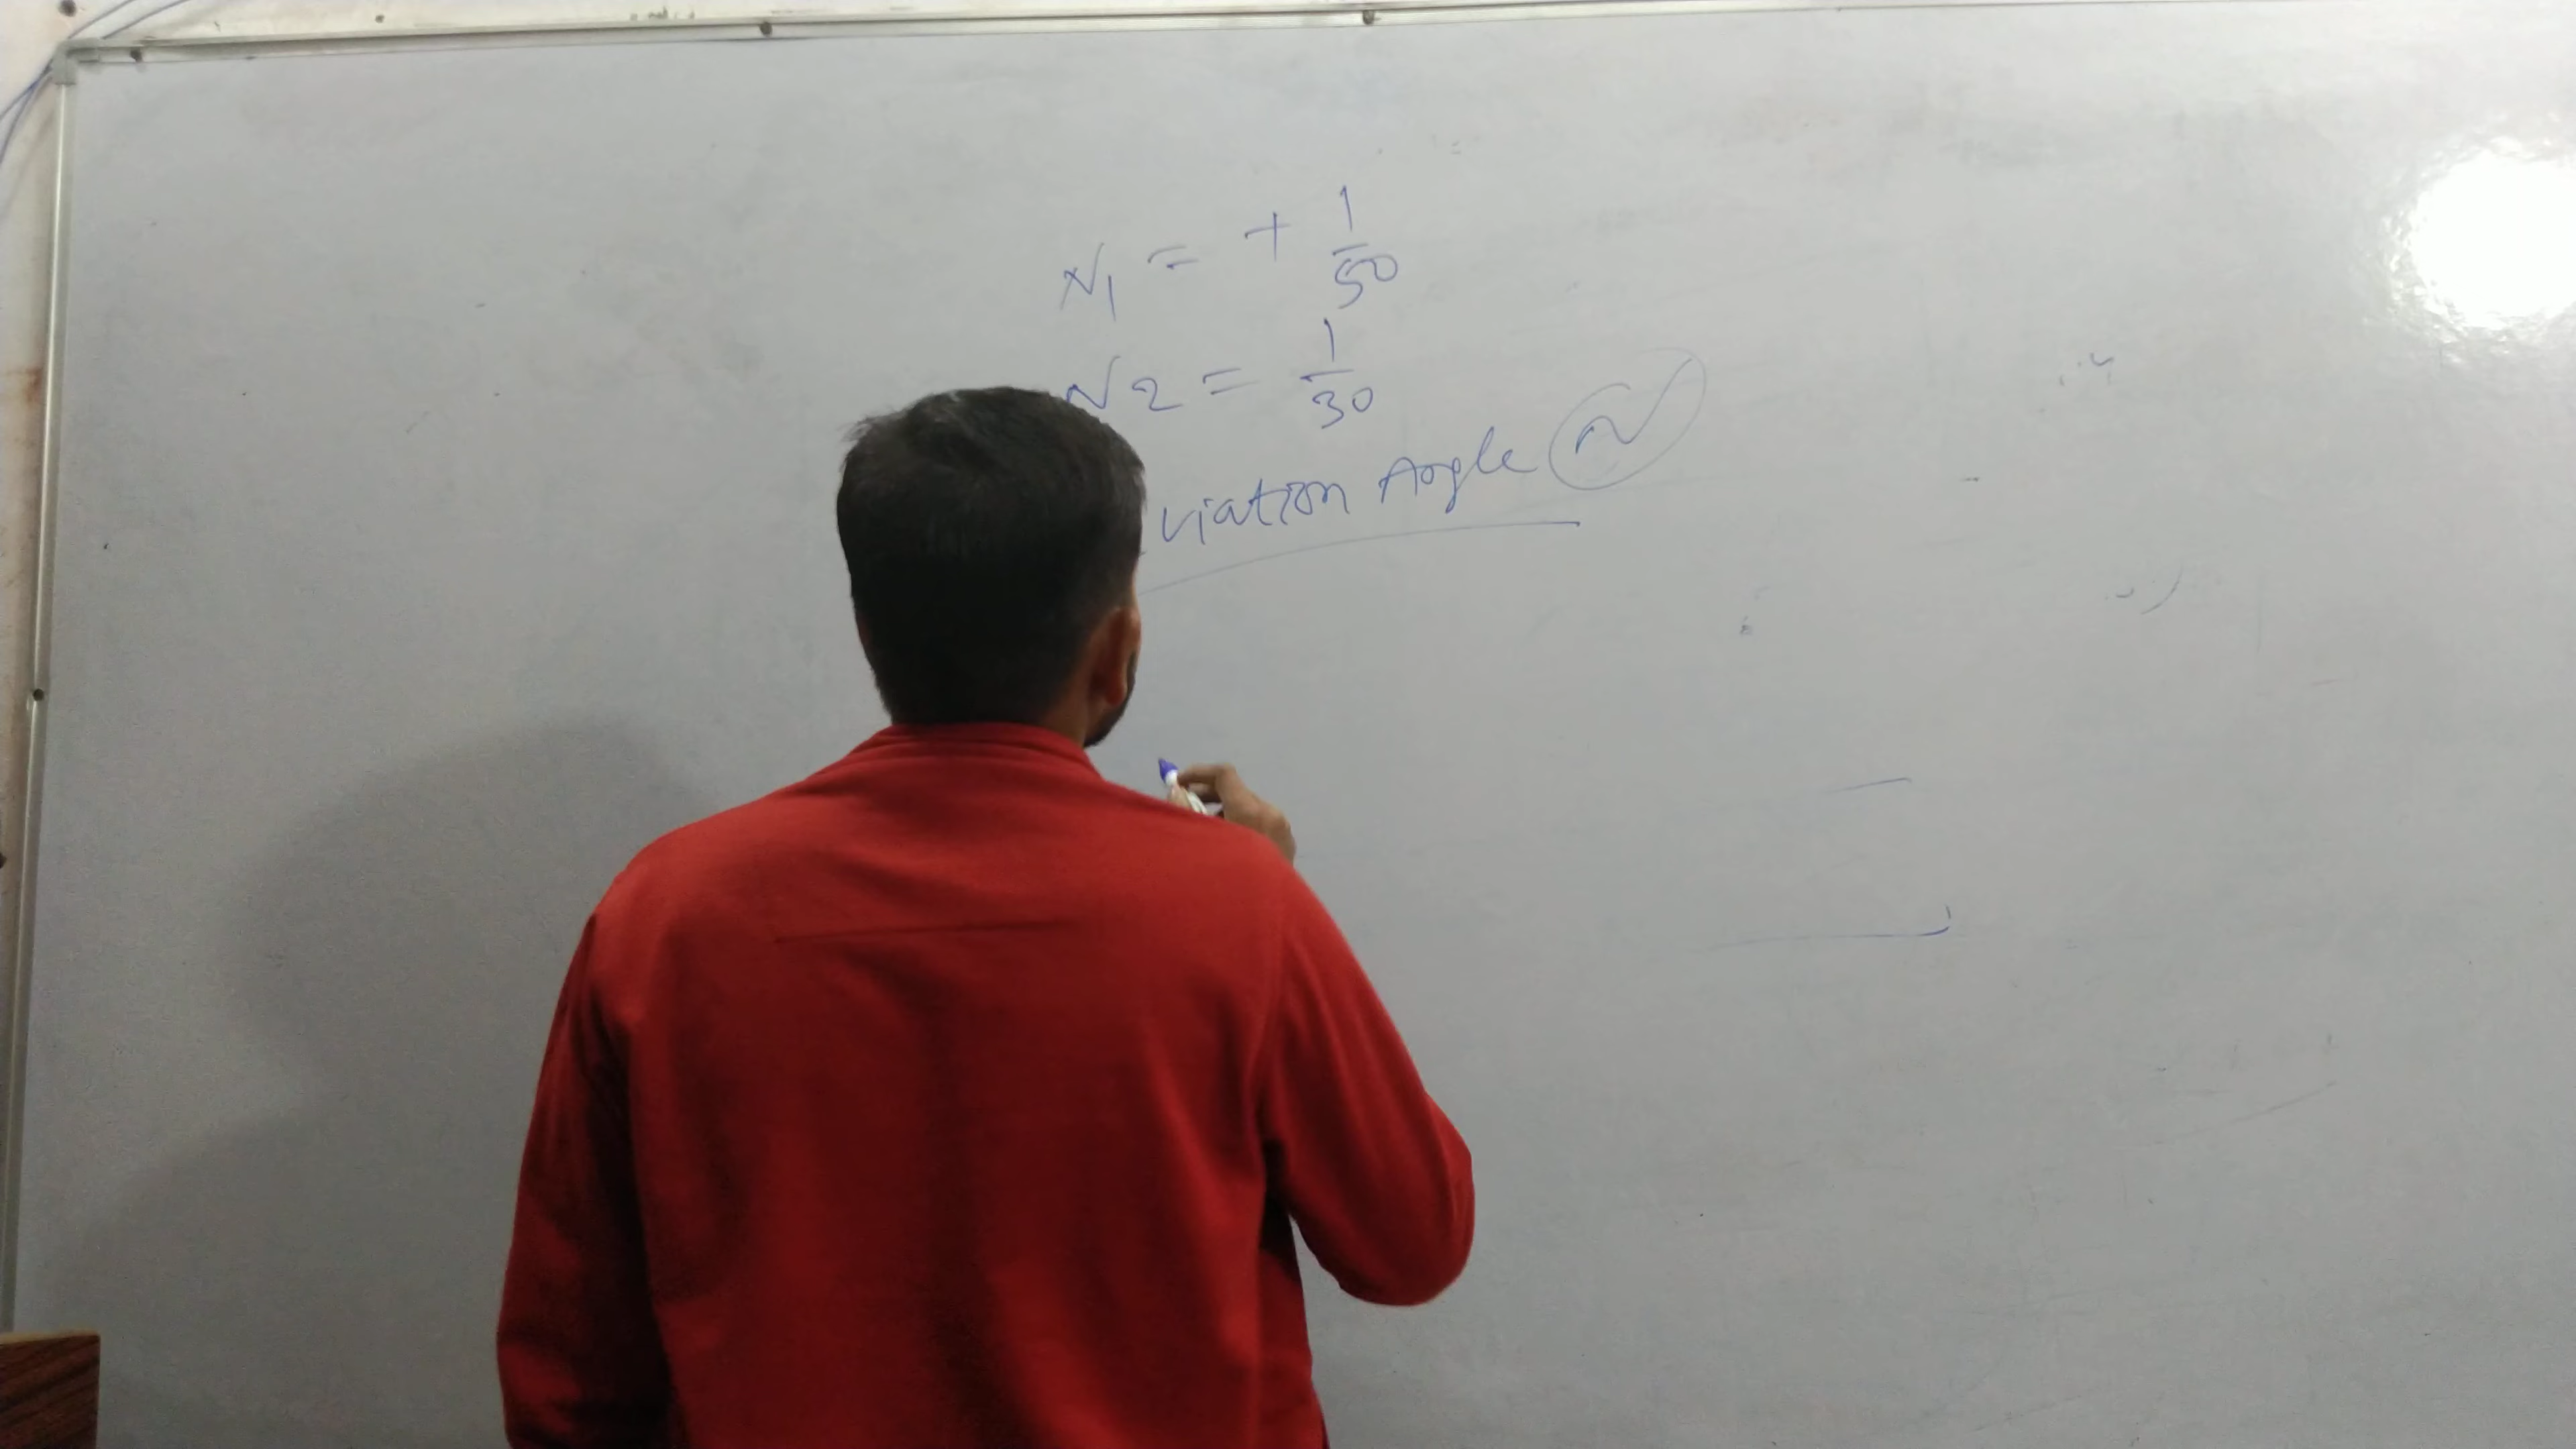 N₁ = + 1/50
N2 = 1/30
viation Angle N